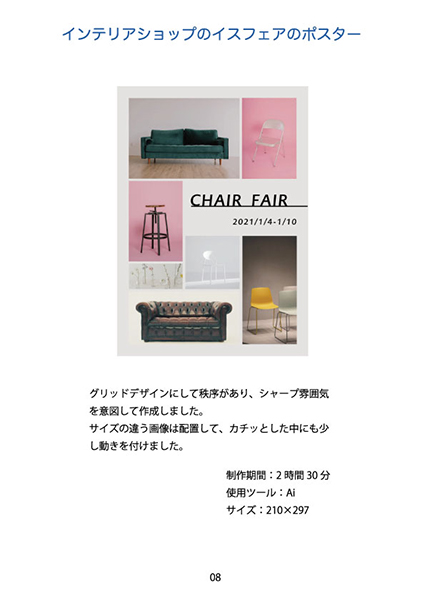 インテリアショップのイスフェアのポスター
CHAIR FAIR
2021/1/4-1/10
グリッドデザインにして秩序があり、シャープ雰囲気
を意図して作成しました。
サイズの違う画像は配置して、カチッとした中にも少
し動きを付けました。
制作期間：2 時間 30 分
使用ツール：Ai
サイズ：210×297
08